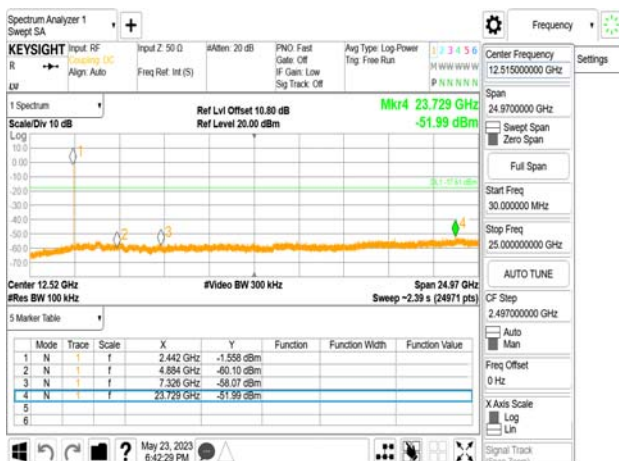 Spectrum Analyzer 1
Swept SA
+
Frequency
KEYSIGHT
R
Input: RF
Coupling: DC
Align: Auto
Input Z: 50 Ω
Freq Ref: Int (S)
#Atten: 20 dB
PNO: Fast
Gate: Off
IF Gain: Low
Sig Track: Off
Avg Type: Log-Power
Trig: Free Run
1 2 3 4 5 6
M W W W W W
P N N N N N
Center Frequency
12.515000000 GHz
Settings
Span
24.9700000 GHz
Swept Span
Zero Span
Full Span
Start Freq
30.000000 MHz
Stop Freq
25.000000000 GHz
AUTO TUNE
CF Step
2.497000000 GHz
Auto
Man
Freq Offset
0 Hz
X Axis Scale
Log
Lin
Signal Track
1 Spectrum
Scale/Div 10 dB
Ref Lvl Offset 10.80 dB
Ref Level 20.00 dBm
Mkr4 23.729 GHz
-51.99 dBm
Log
10.0
0.00
-10.0
-20.0
-30.0
-40.0
-50.0
-60.0
-70.0
1
2
3
4
DL1 -17.61 dBm
Center 12.52 GHz
#Res BW 100 kHz
#Video BW 300 kHz
Span 24.97 GHz
Sweep ~2.39 s (24971 pts)
5 Marker Table
Mode Trace Scale X Y Function Function Width Function Value
1 N 1 f 2.442 GHz -1.558 dBm
2 N 1 f 4.884 GHz -60.10 dBm
3 N 1 f 7.326 GHz -58.07 dBm
4 N 1 f 23.729 GHz -51.99 dBm
5
6
?
May 23, 2023
6:42:29 PM